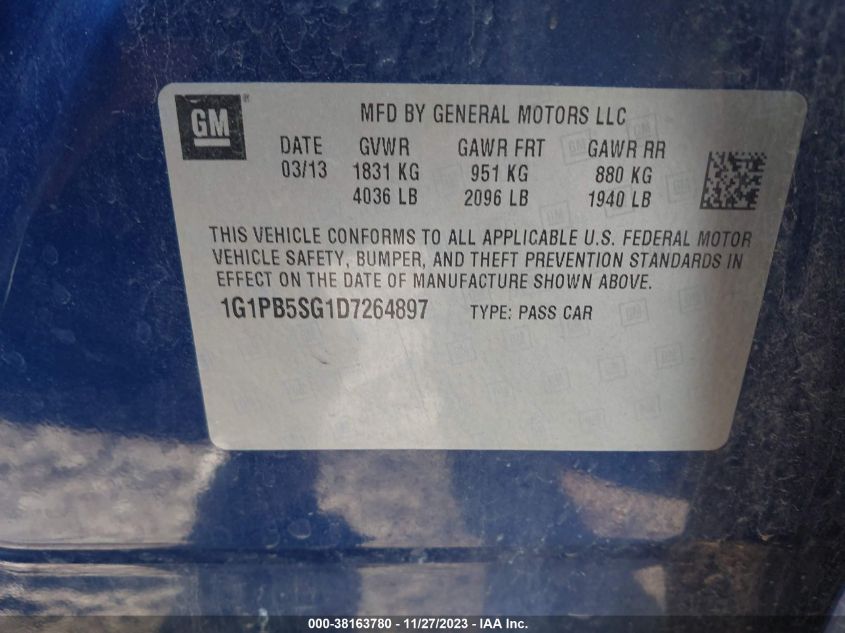 GM ®
MFD BY GENERAL MOTORS LLC
DATE GVWR GAWR FRT GAWR RR
03/13 1831 KG 951 KG 880 KG
4036 LB 2096 LB 1940 LB
THIS VEHICLE CONFORMS TO ALL APPLICABLE U.S. FEDERAL MOTOR
VEHICLE SAFETY, BUMPER, AND THEFT PREVENTION STANDARDS IN
EFFECT ON THE DATE OF MANUFACTURE SHOWN ABOVE.
1G1PB5SG1D7264897 TYPE: PASS CAR
000-38163780 - 11/27/2023 - IAA Inc.